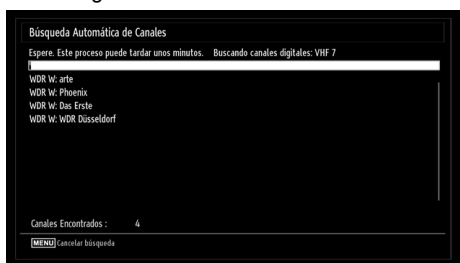 Búsqueda Automática de Canales
Espere. Este proceso puede tardar unos minutos. Buscando canales digitales: VHF 7
WDR W: arte
WDR W: Phoenix
WDR W: Das Erste
WDR W: WDR Düsseldorf
Canales Encontrados : 4
MENU Cancelar búsqueda